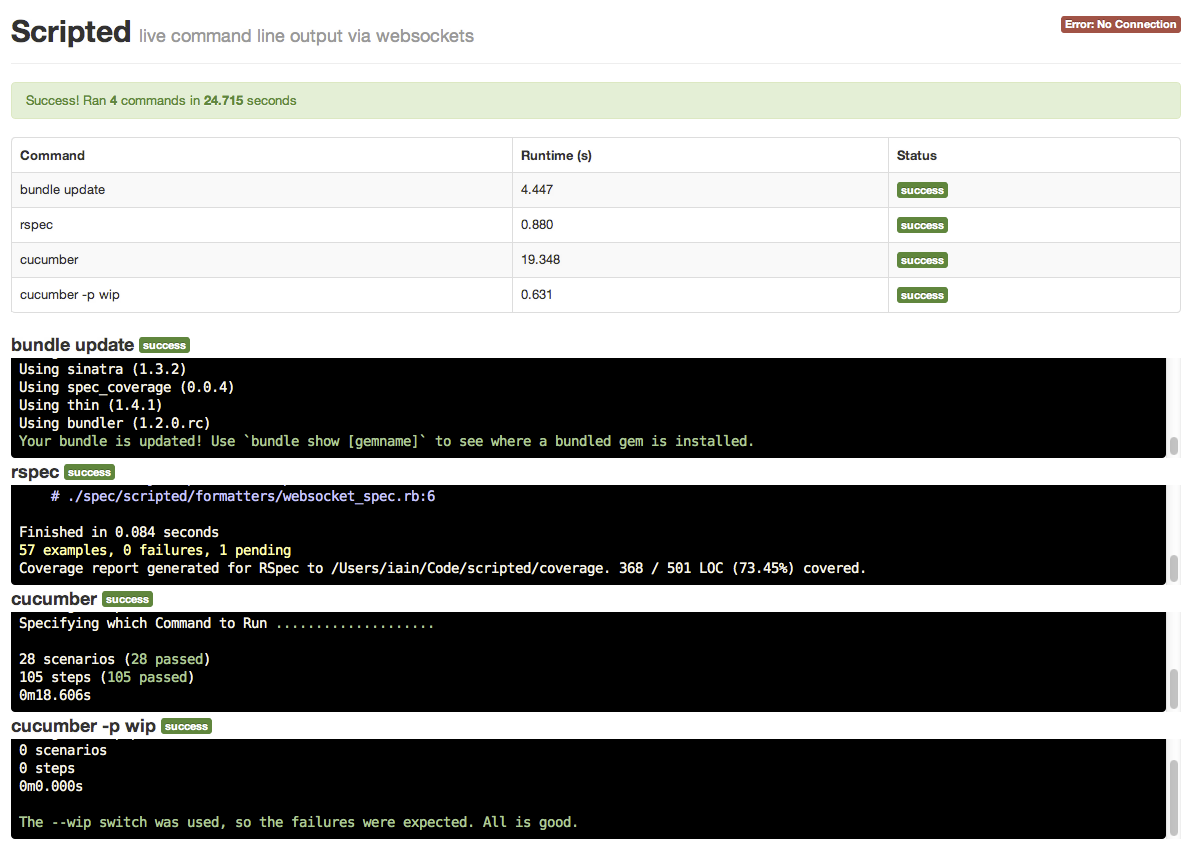 Scripted live command line output via websockets
Error: No Connection
Success! Ran 4 commands in 24.715 seconds
Command Runtime (s) Status
bundle update 4.447 success
rspec 0.880 success
cucumber 19.348 success
cucumber -p wip 0.631 success
bundle update success
Using sinatra (1.3.2)
Using spec_coverage (0.0.4)
Using thin (1.4.1)
Using bundler (1.2.0.rc)
Your bundle is updated! Use `bundle show [gemname]` to see where a bundled gem is installed.
rspec success
# ./spec/scripted/formatters/websocket_spec.rb:6
Finished in 0.084 seconds
57 examples, 0 failures, 1 pending
Coverage report generated for RSpec to /Users/iain/Code/scripted/coverage. 368 / 501 LOC (73.45%) covered.
cucumber success
Specifying which Command to Run ....................
28 scenarios (28 passed)
105 steps (105 passed)
0m18.606s
cucumber -p wip success
0 scenarios
0 steps
0m0.000s
The --wip switch was used, so the failures were expected. All is good.